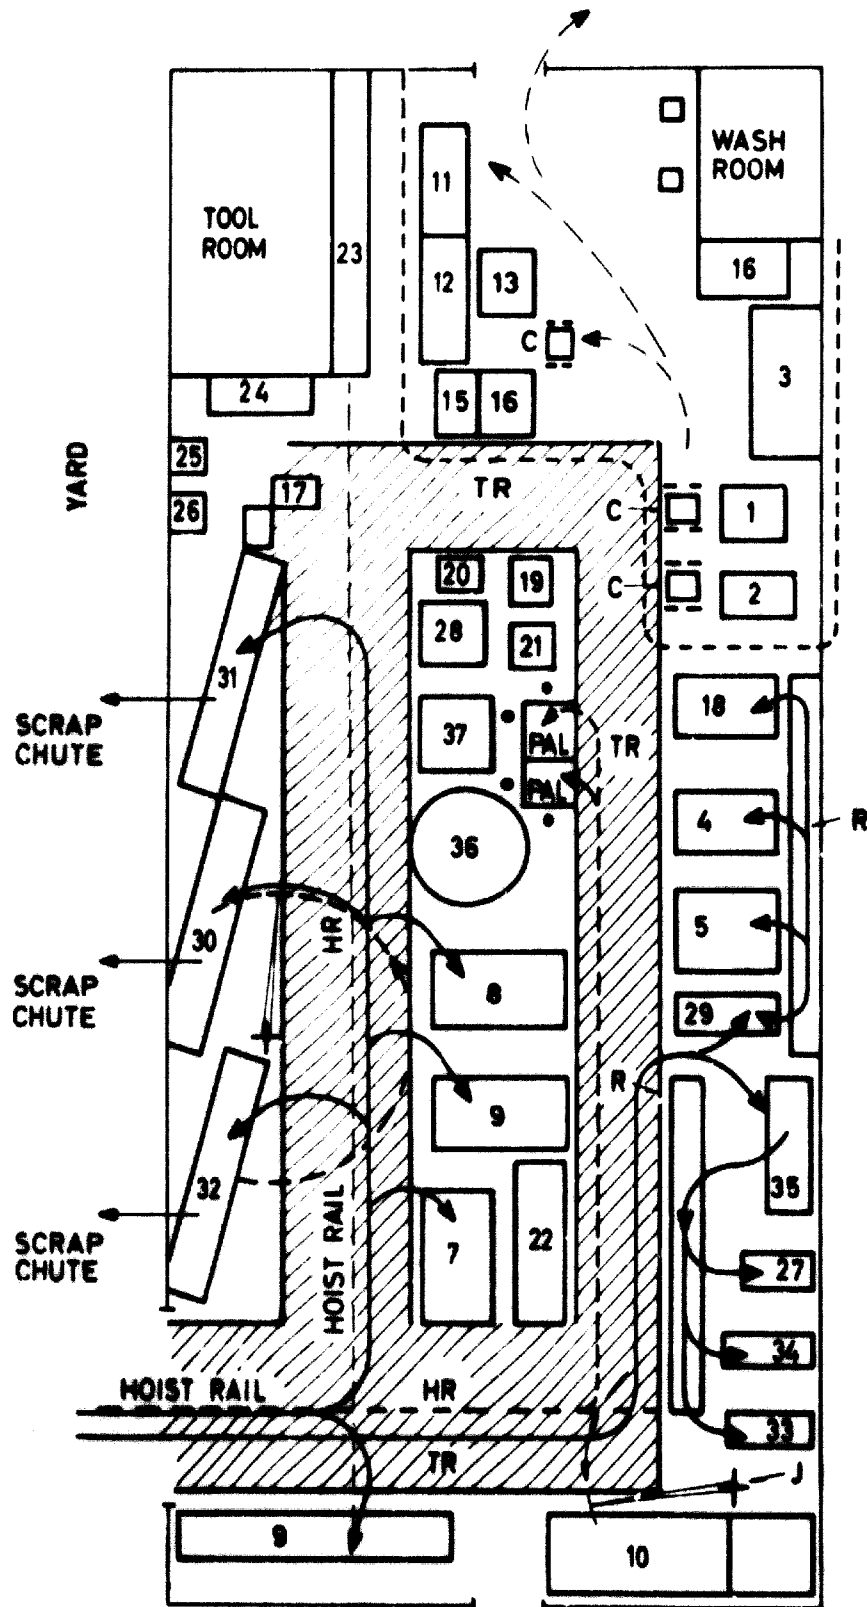 WASH
ROOM
11
TOOL
ROOM
23
16
12
13
C
3
24
15
16
25
YARD
17
TR
26
C
1
20
19
C
2
28
21
31
18
SCRAP
CHUTE
37
PAL
TR
PAL
4
R
36
5
HR
30
8
SCRAP
CHUTE
29
R
9
32
35
HOIST RAIL
22
7
SCRAP
CHUTE
27
34
HOIST RAIL
HR
33
TR
J
9
10